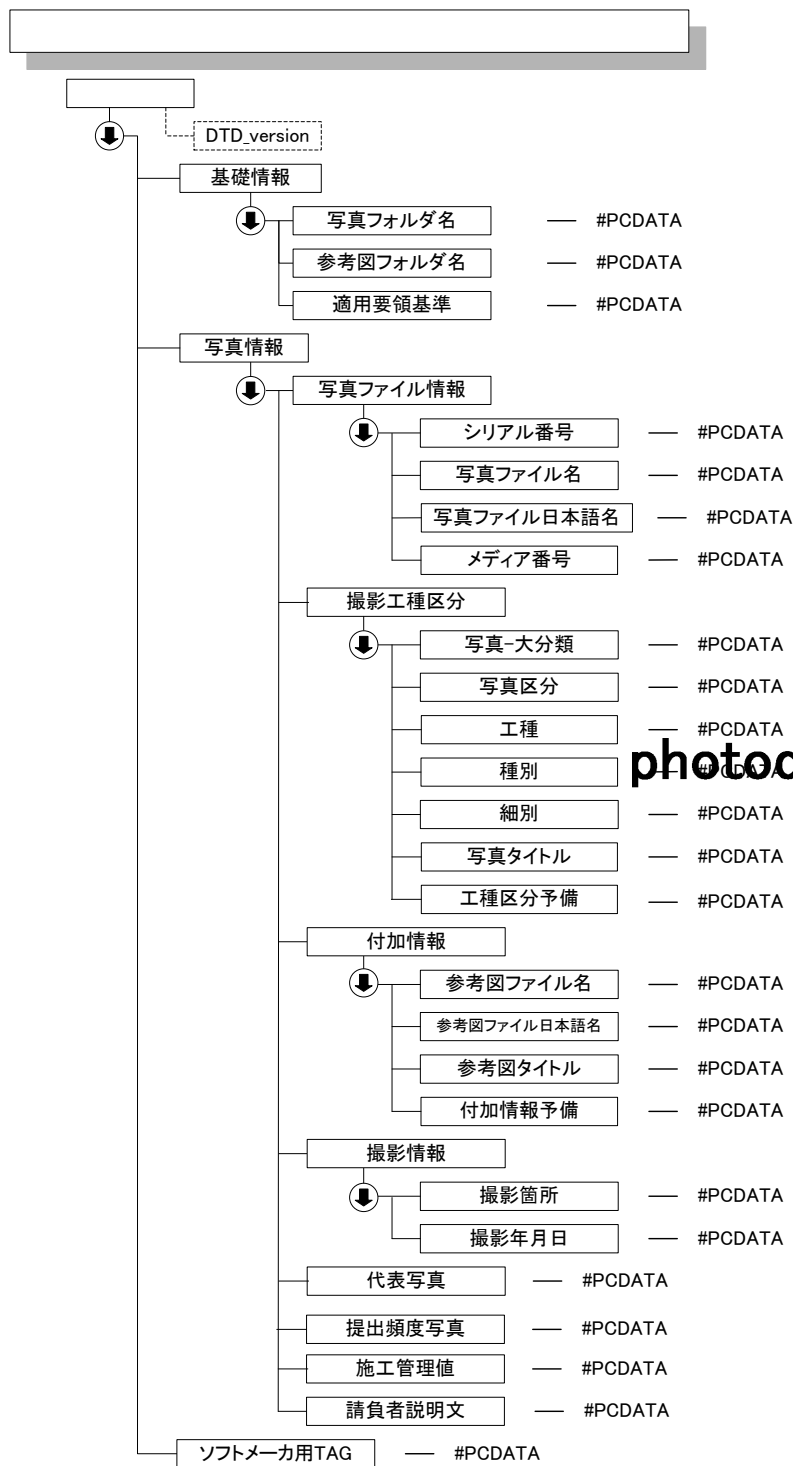 DTD_version
基礎情報
写真フォルダ名 — #PCDATA
参考図フォルダ名 — #PCDATA
適用要領基準 — #PCDATA
写真情報
写真ファイル情報
シリアル番号 — #PCDATA
写真ファイル名 — #PCDATA
写真ファイル日本語名 — #PCDATA
メディア番号 — #PCDATA
撮影工種区分
写真-大分類 — #PCDATA
写真区分 — #PCDATA
工種 — #PCDATA
種別 — #PCDATA
細別 — #PCDATA
写真タイトル — #PCDATA
工種区分予備 — #PCDATA
付加情報
参考図ファイル名 — #PCDATA
参考図ファイル日本語名 — #PCDATA
参考図タイトル — #PCDATA
付加情報予備 — #PCDATA
撮影情報
撮影箇所 — #PCDATA
撮影年月日 — #PCDATA
代表写真 — #PCDATA
提出頻度写真 — #PCDATA
施工管理値 — #PCDATA
請負者説明文 — #PCDATA
ソフトメーカ用TAG — #PCDATA